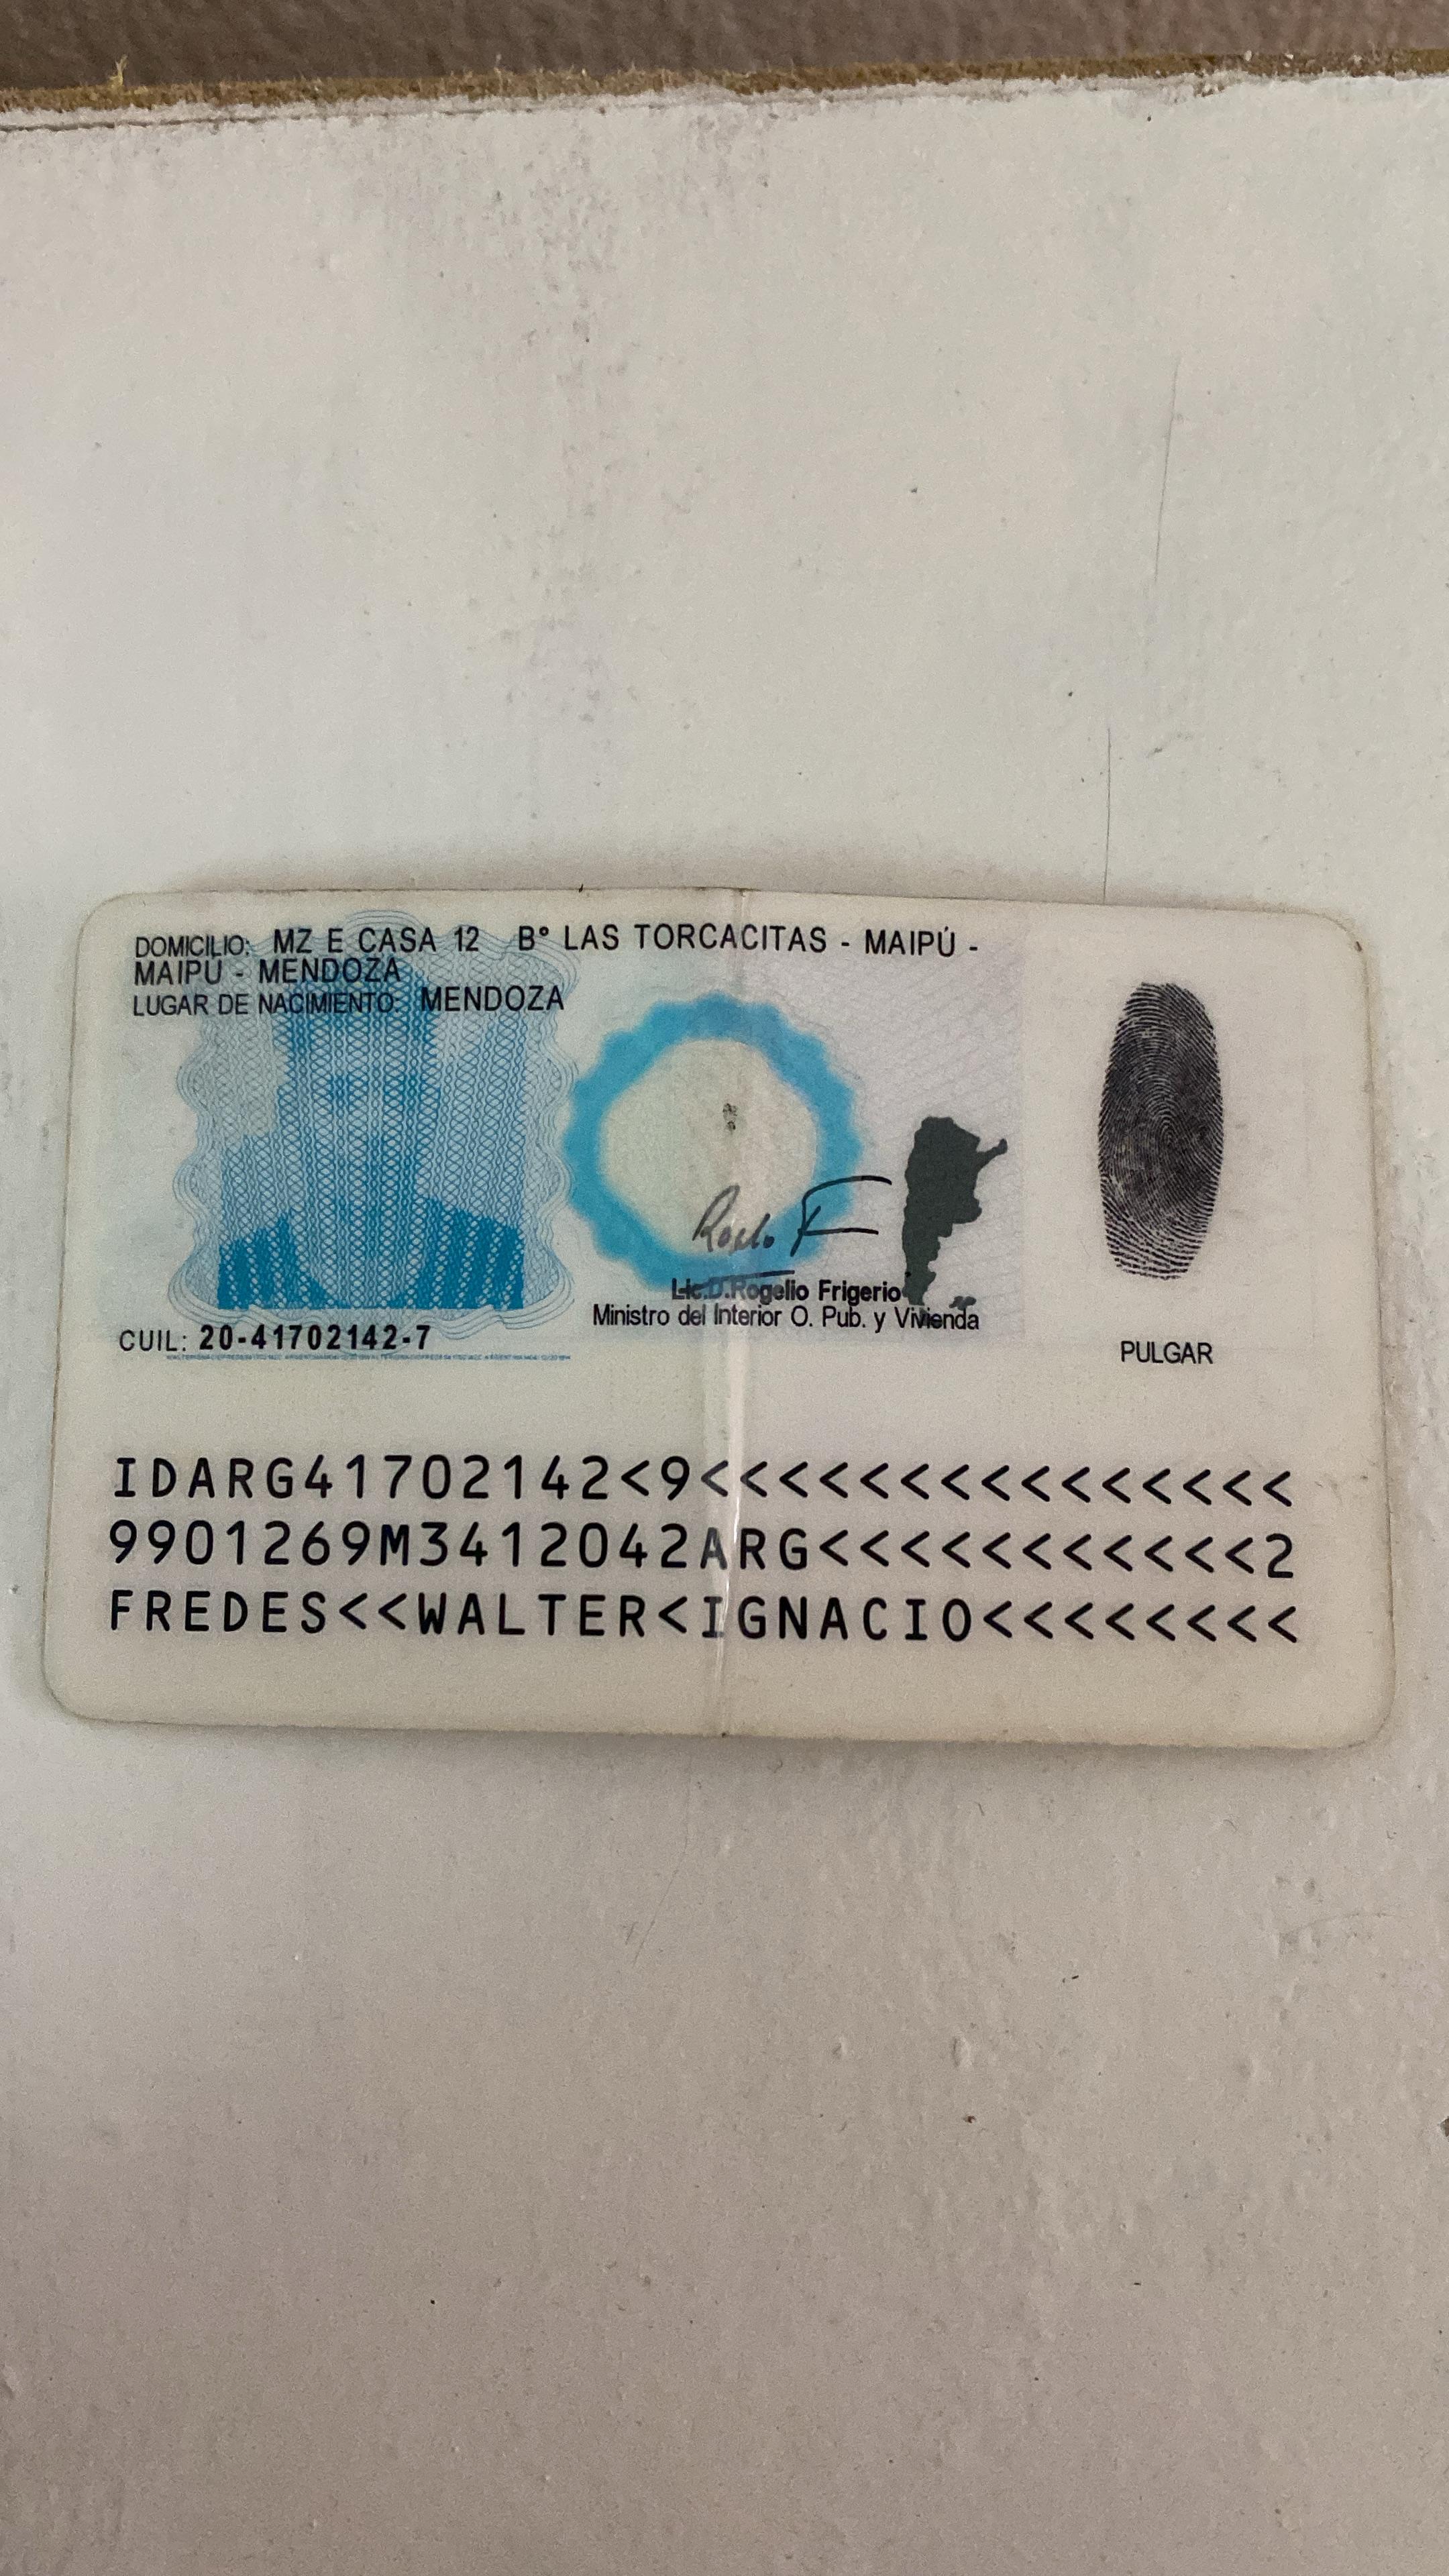 DOMICILIO: MZ E CASA 12 Bº LAS TORCACITAS - MAIPÚ -
MAIPÚ - MENDOZA
LUGAR DE NACIMIENTO: MENDOZA
Lic.D.Rogelio Frigerio
Ministro del Interior O. Pub. y Vivienda
CUIL: 20-41702142-7
PULGAR
IDARG41702142<9<<<<<<<<<<<<<<<
9901269M3412042ARG<<<<<<<<<<<2
FREDES<<WALTER<IGNACIO<<<<<<<<